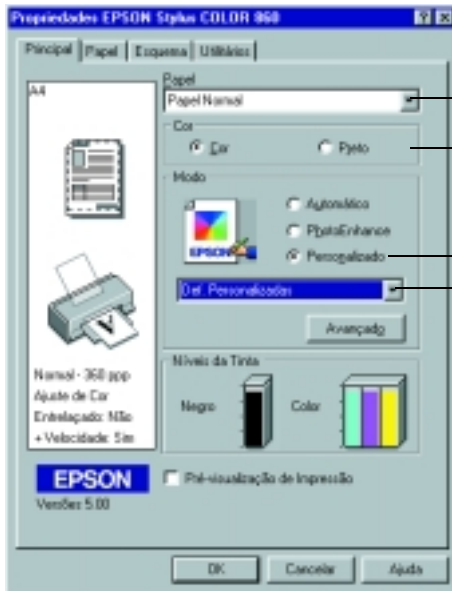 Propriedades EPSON Stylus COLOR 860
Principal Papel Esquema Utilitários
A4
Papel
Papel Normal
Cor
Cor Preto
Modo
Automático
PhotoEnhance
EPSON
Personalizado
Def. Personalizadas
Avançado
Normal - 360 ppp
Ajuste de Cor
Entrelaçado: Não
+ Velocidade: Sim
Níveis da Tinta
Negro Color
EPSON
Versões 5.00
Pré-visualização de Impressão
OK Cancelar Ajuda